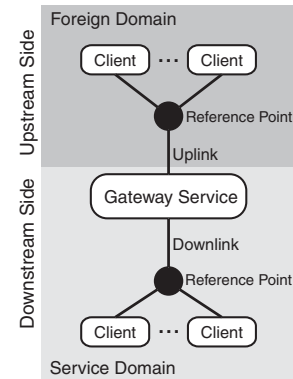 Foreign Domain
Client ... Client
Reference Point
Uplink
Gateway Service
Downlink
Reference Point
Client ... Client
Service Domain
Upstream Side
Downstream Side